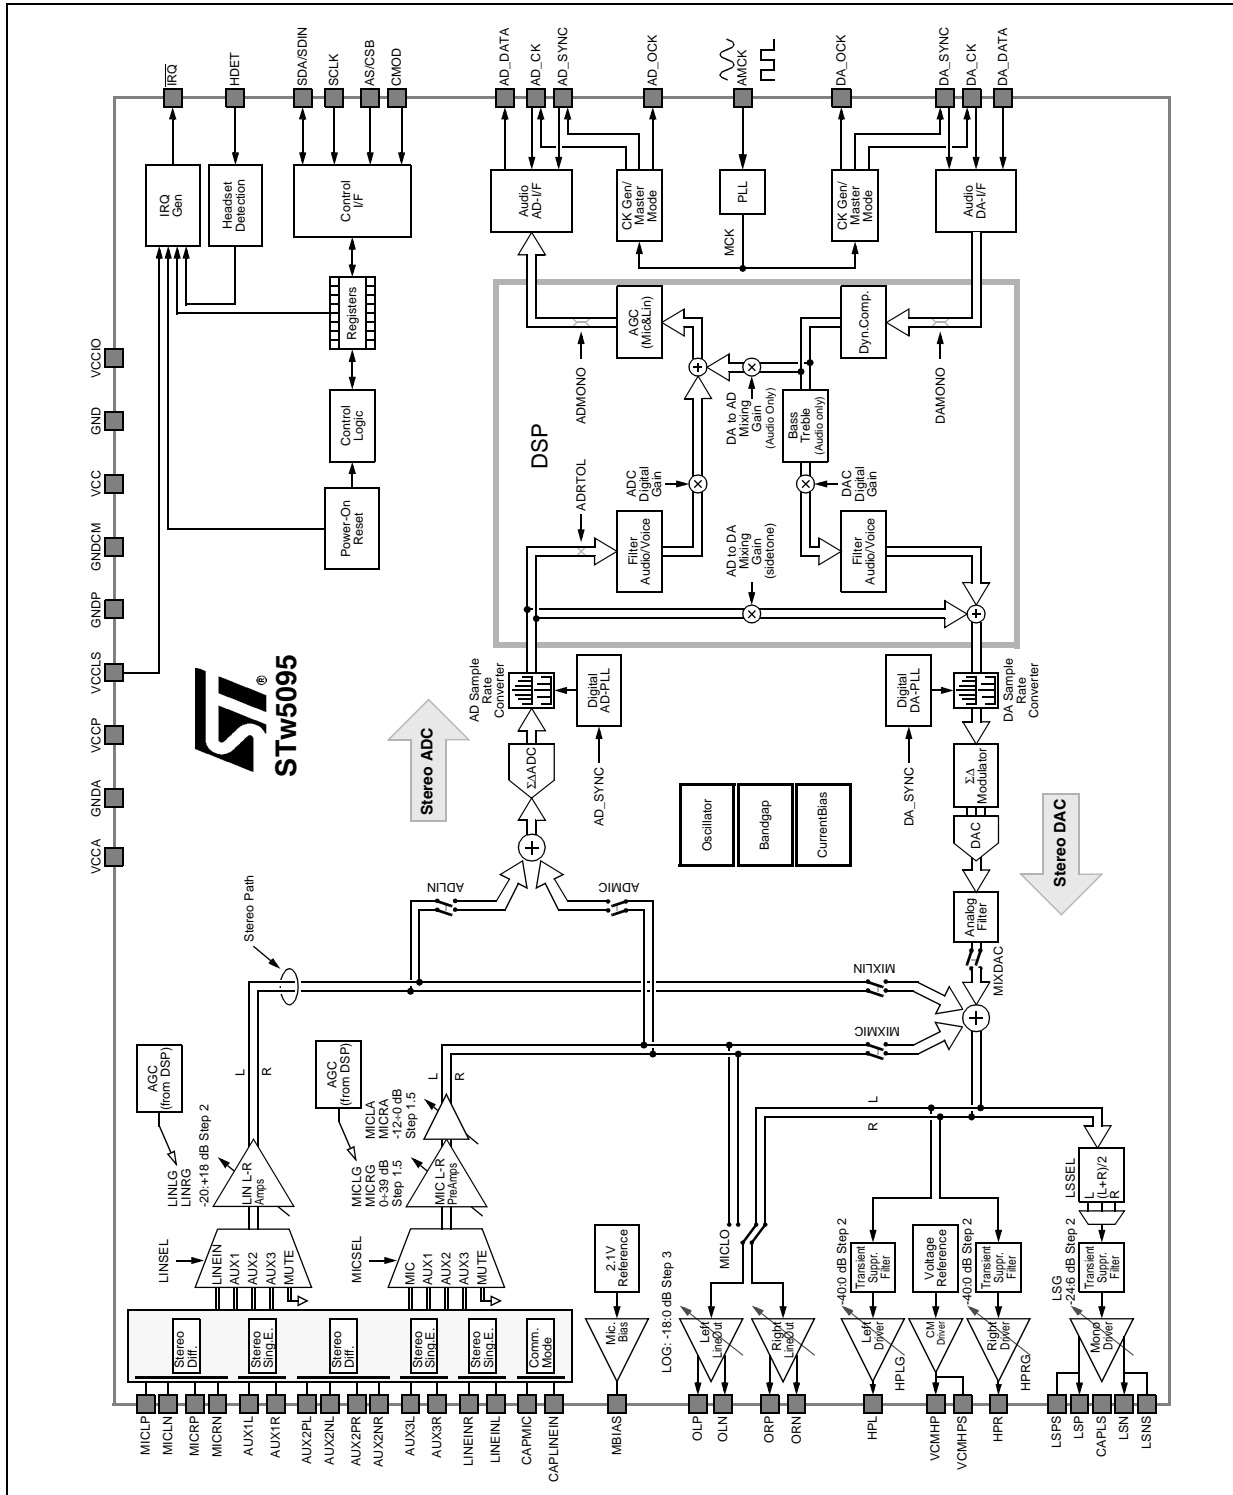 IRQ
HDET
SDA/SDIN
SCLK
AS/CSB
CMOD
AD_DATA
AD_CK
AD_SYNC
AD_OCK
AMCK
DA_OCK
DA_SYNC
DA_CK
DA_DATA
IRQ
Gen
Headset
Detection
Control
I/F
Audio
AD-I/F
CK Gen/
Master
Mode
PLL
MCK
CK Gen/
Master
Mode
Audio
DA-I/F
VCCIO
GND
VCC
GNDCM
GNDP
VCCLS
VCCP
GNDA
VCCA
Registers
Control
Logic
Power-On
Reset
DSP
ADMONO
AGC
(Mic&Lin)
DA to AD
Mixing
Gain
(Audio Only)
Dyn.Comp.
DAMONO
Bass
Treble
(Audio only)
ADRTOL
ADC
Digital
Gain
DAC
Digital
Gain
Filter
Audio/Voice
AD to DA
Mixing
Gain
(sidetone)
Filter
Audio/Voice
ST®
STw5095
Stereo ADC
AD Sample
Rate
Converter
Digital
AD-PLL
AD_SYNC
ΣΔADC
Digital
DA-PLL
DA_SYNC
DA Sample
Rate
Converter
ΣΔ
Modulator
DAC
Stereo DAC
Oscillator
Bandgap
CurrentBias
Analog
Filter
MIXDAC
Stereo Path
ADLIN
ADMIC
MIXLIN
MIXMIC
AGC
(from DSP)
LINLG
LINRG
-20:+18 dB Step 2
L
R
LIN L-R
Amps
AGC
(from DSP)
MICLG
MICRG
0÷39 dB
Step 1.5
MICLA
MICRA
-12÷0 dB
Step 1.5
L
R
MIC L-R
PreAmps
LINSEL
LINEIN
AUX1
AUX2
AUX3
MUTE
MICSEL
MIC
AUX1
AUX2
AUX3
MUTE
2.1V
Reference
MICLO
L
R
LSSEL
L
(L+R)/2
R
LOG: -18:0 dB Step 3
-40:0 dB Step 2
Transient
Suppr.
Filter
Voltage
Reference
-40:0 dB Step 2
Transient
Suppr.
Filter
LSG
-24:6 dB Step 2
Transient
Suppr.
Filter
Stereo
Diff.
Stereo
Sing.E.
Stereo
Diff.
Stereo
Sing.E.
Stereo
Sing.E.
Comm.
Mode
Mic.
Bias
Left
LineOut
Right
LineOut
Left
Driver
HPLG
CM
Driver
Right
Driver
HPRG
Mono
Driver
MICLP
MICLN
MICRP
MICRN
AUX1L
AUX1R
AUX2PL
AUX2NL
AUX2PR
AUX2NR
AUX3L
AUX3R
LINEINR
LINEINL
CAPMIC
CAPLINEIN
MBIAS
OLP
OLN
ORP
ORN
HPL
VCMHP
VCMHPS
HPR
LSPS
LSP
CAPLS
LSN
LSNS